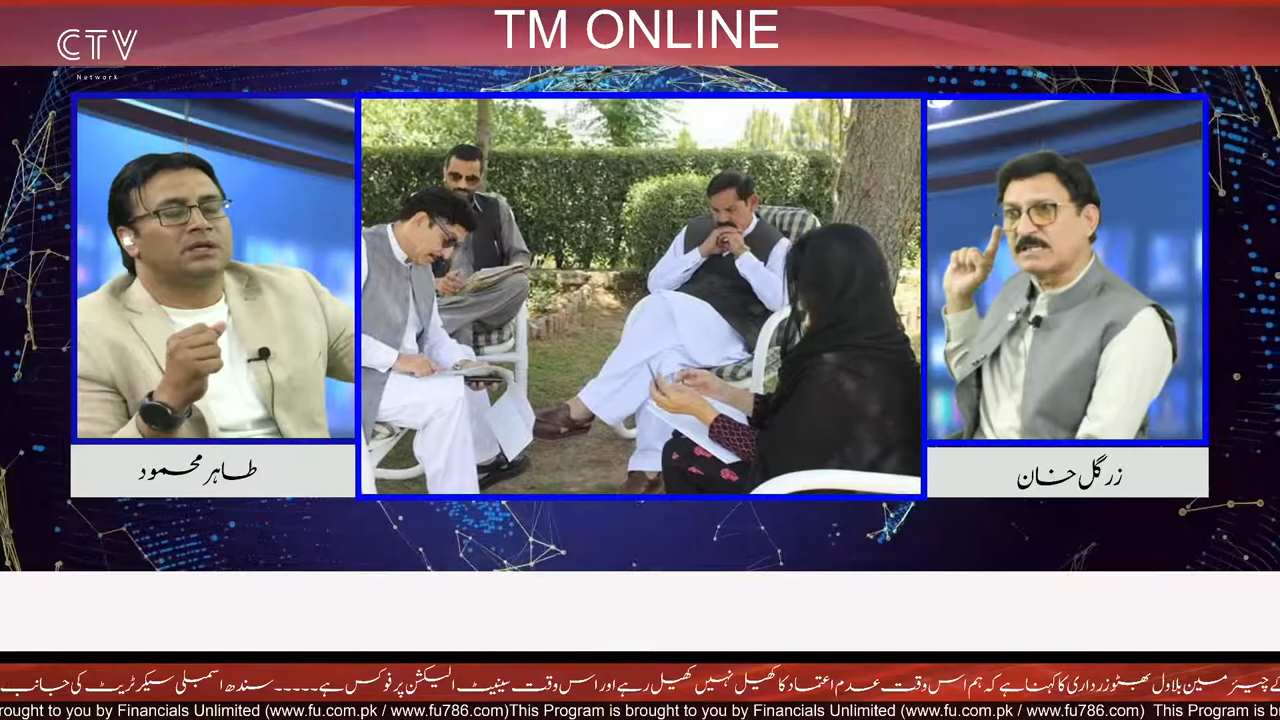 TM ONLINE
CTV
Network
طاہر محمود
زرگل خان
کے چیئرمین بلاول بھٹو زرداری کا کہنا ہے کہ ہم اس وقت عدم اعتماد کا کھیل نہیں کھیل رہے اور اس وقت سینیٹ الیکشن پر فوکس ہے۔۔۔۔۔سندھ اسمبلی سیکرٹریٹ کی جانب
rought to you by Financials Unlimited (www.fu.com.pk / www.fu786.com)This Program is brought to you by Financials Unlimited (www.fu.com.pk / www.fu786.com) This Program is b